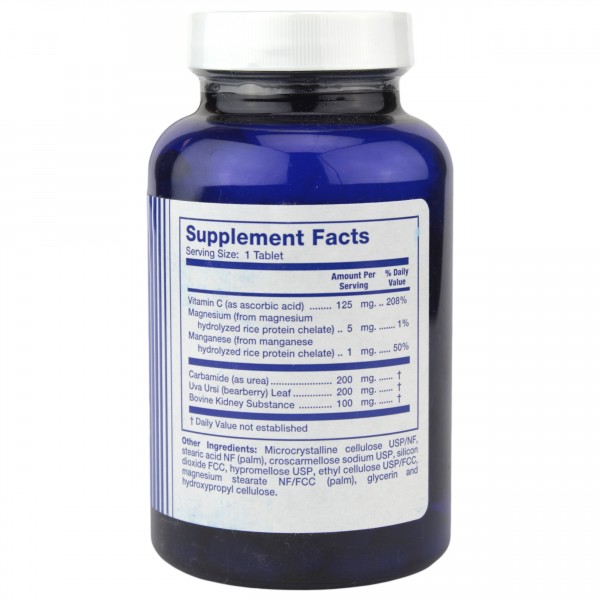 Supplement Facts
Serving Size: 1 Tablet
Amount Per % Daily
Serving Value
Vitamin C (as ascorbic acid) ........ 125 mg. .. 208%
Magnesium (from magnesium
hydrolyzed rice protein chelate) .. 5 mg. ....... 1%
Manganese (from manganese
hydrolyzed rice protein chelate) .. 1 mg. ..... 50%
Carbamide (as urea)...................... 200 mg. ...... †
Uva Ursi (bearberry) Leaf .............. 200 mg. ...... †
Bovine Kidney Substance ............ 100 mg. ...... †
† Daily Value not established
Other Ingredients: Microcrystalline cellulose USP/NF,
stearic acid NF (palm), croscarmellose sodium USP, silicon
dioxide FCC, hypromellose USP, ethyl cellulose USP/FCC,
magnesium stearate NF/FCC (palm), glycerin and
hydroxypropyl cellulose.